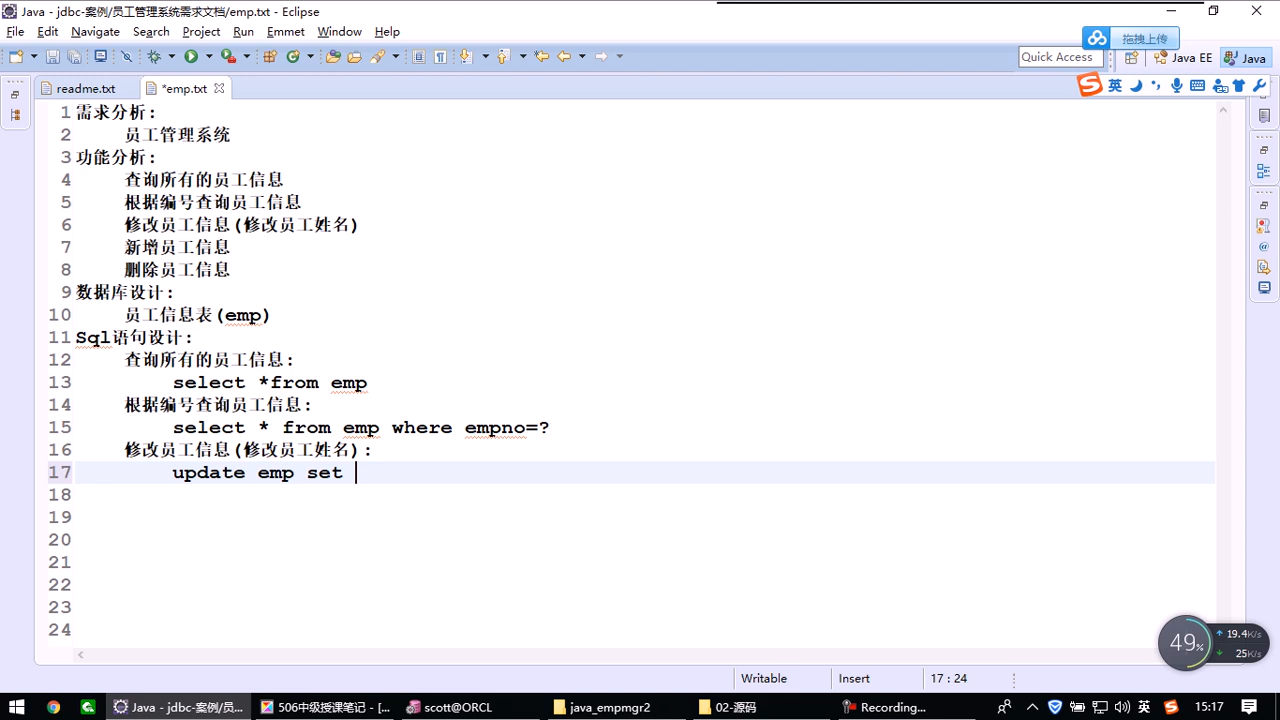 Java - jdbc-案例/员工管理系统需求文档/emp.txt - Eclipse
File Edit Navigate Search Project Run Emmet Window Help
拖拽上传
Quick Access
Java EE
Java
readme.txt
*emp.txt
英
1 需求分析:
2 员工管理系统
3 功能分析:
4 查询所有的员工信息
5 根据编号查询员工信息
6 修改员工信息(修改员工姓名)
7 新增员工信息
8 删除员工信息
9 数据库设计:
10 员工信息表(emp)
11 Sql语句设计:
12 查询所有的员工信息:
13 select *from emp
14 根据编号查询员工信息:
15 select * from emp where empno=?
16 修改员工信息(修改员工姓名):
17 update emp set
18
19
20
21
22
23
24
49%
19.4K/s
25K/s
Writable
Insert
17 : 24
Java - jdbc-案例/员...
506中级授课笔记 - [...
scott@ORCL
java_empmgr2
02-源码
Recording...
英
15:17